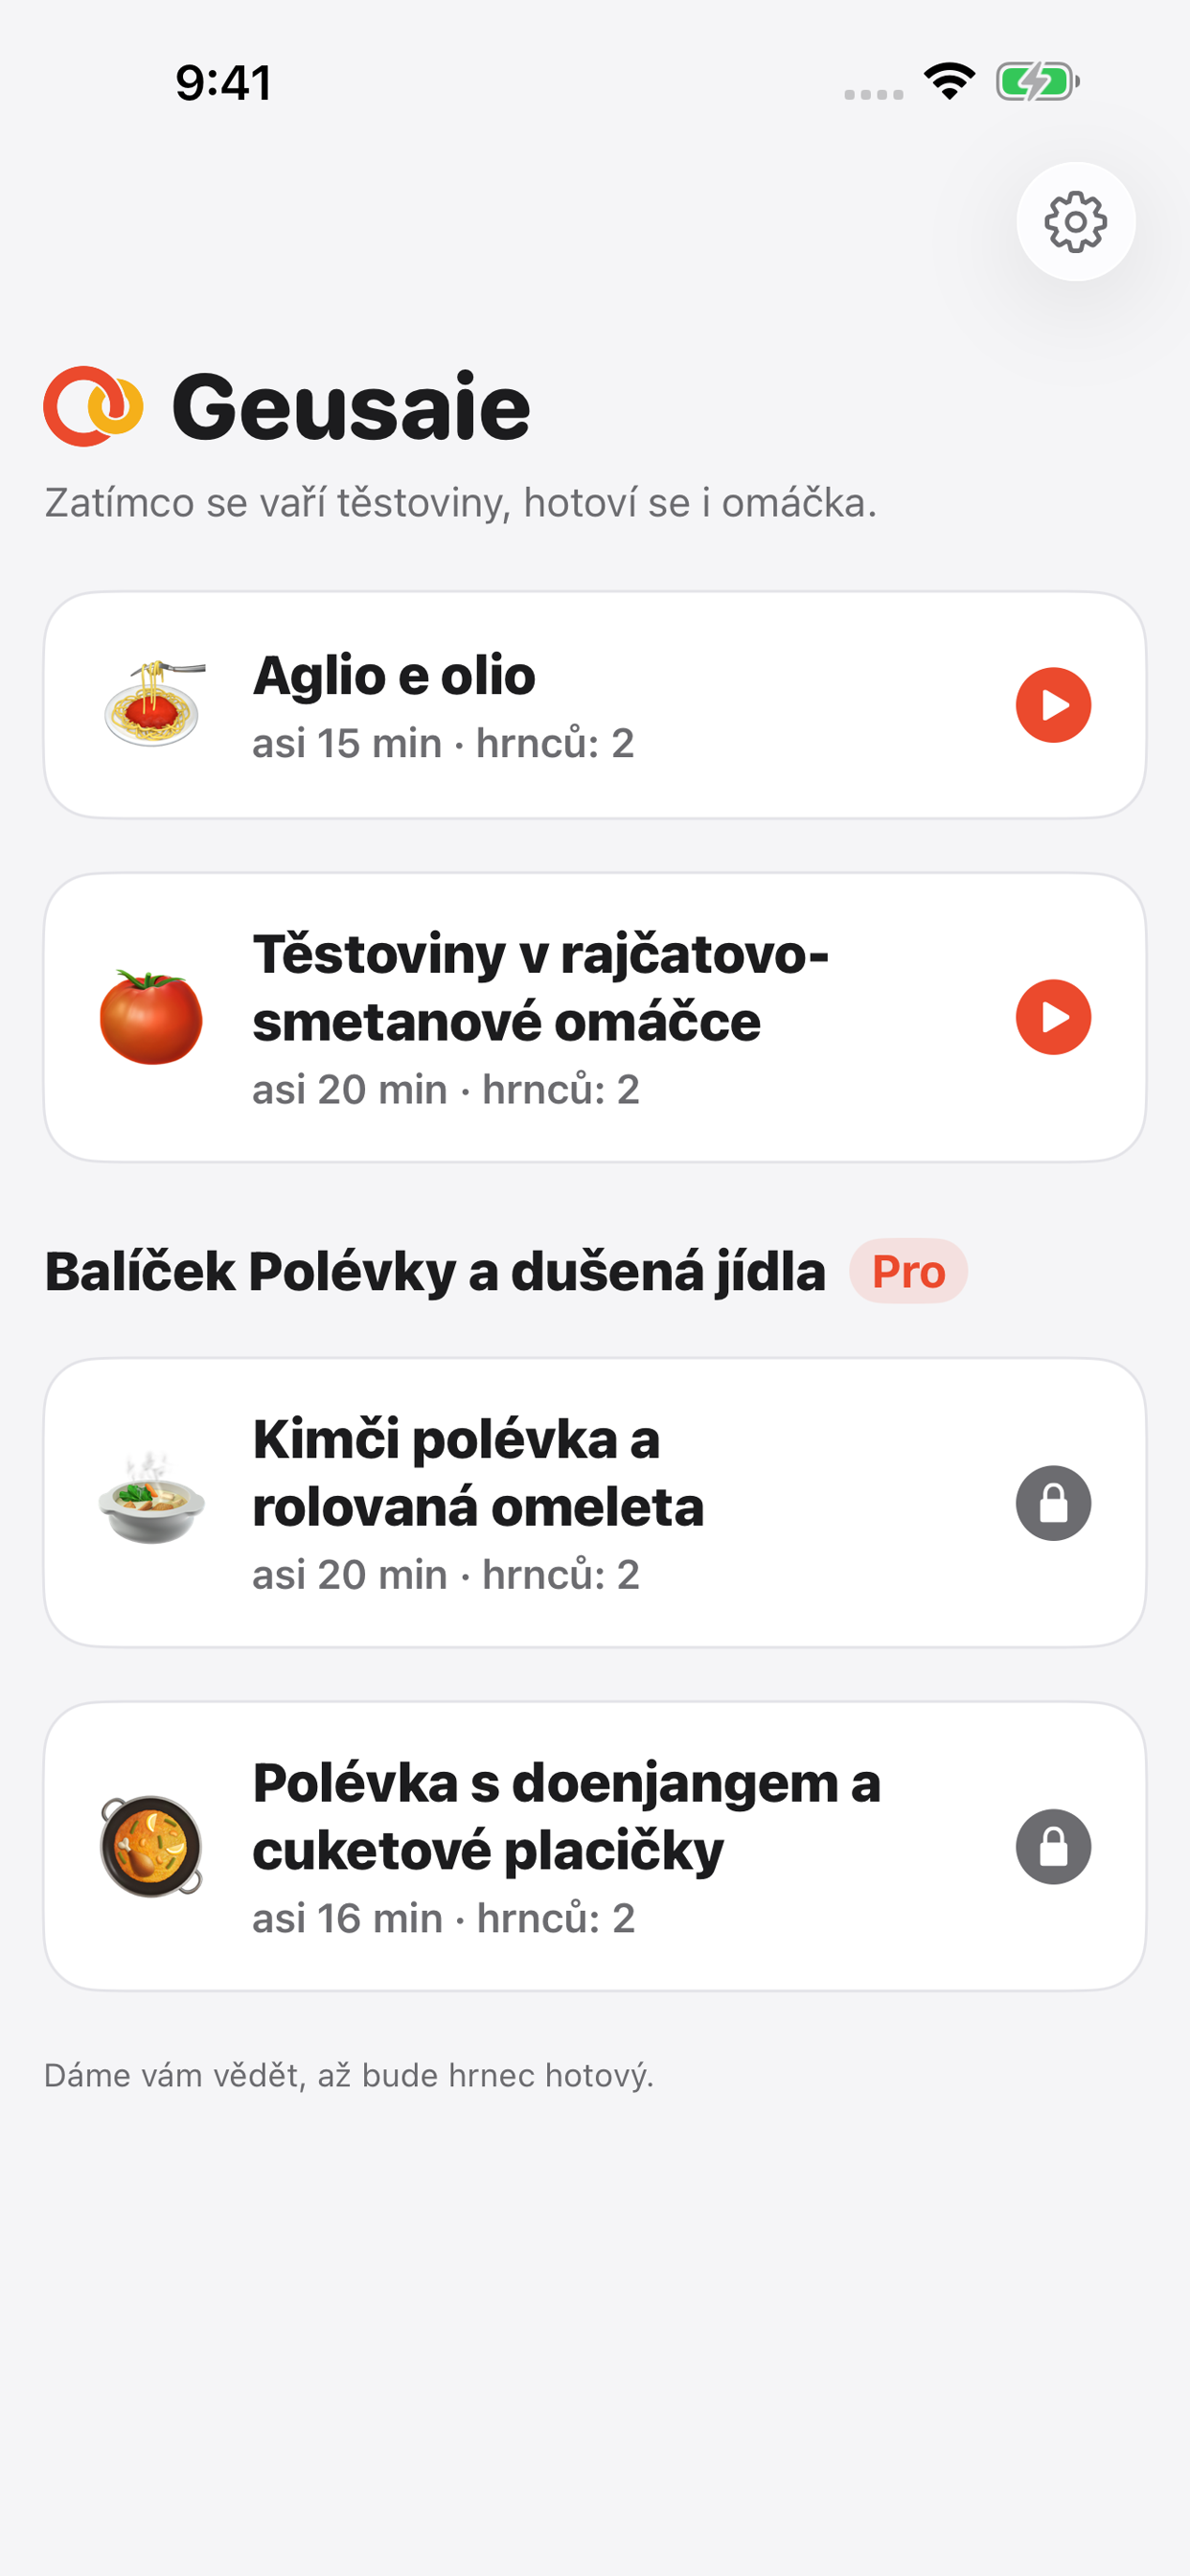 9:41
Geusaie
Zatímco se vaří těstoviny, hotoví se i omáčka.
Aglio e olio
asi 15 min · hrnců: 2
Těstoviny v rajčatovo-
smetanové omáčce
asi 20 min · hrnců: 2
Balíček Polévky a dušená jídla Pro
Kimči polévka a
rolovaná omeleta
asi 20 min · hrnců: 2
Polévka s doenjangem a
cuketové placičky
asi 16 min · hrnců: 2
Dáme vám vědět, až bude hrnec hotový.